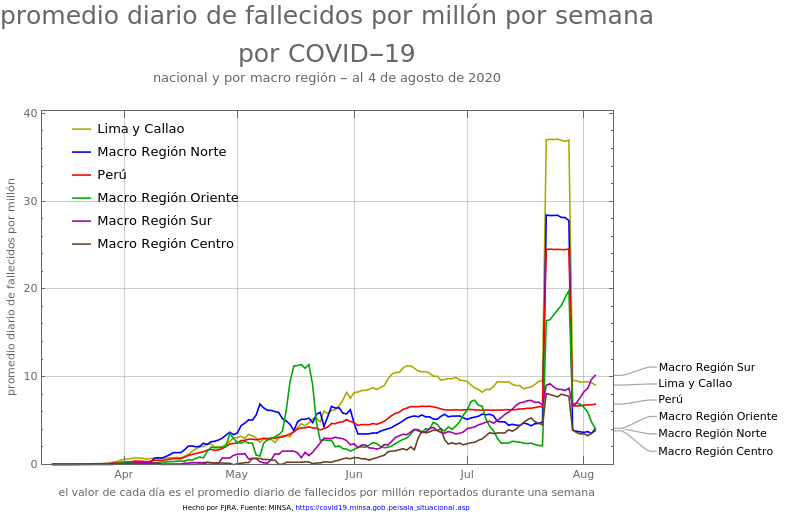 promedio diario de fallecidos por millón por semana
por COVID–19
nacional y por macro región – al 4 de agosto de 2020
40
30
20
10
0
promedio diario de fallecidos por millón
Lima y Callao
Macro Región Norte
Perú
Macro Región Oriente
Macro Región Sur
Macro Región Centro
Macro Región Sur
Lima y Callao
Perú
Macro Región Oriente
Macro Región Norte
Macro Región Centro
Apr May Jun Jul Aug
el valor de cada día es el promedio diario de fallecidos por millón reportados durante una semana
Hecho por FJRA. Fuente: MINSA, https://covid19.minsa.gob.pe/sala_situacional.asp